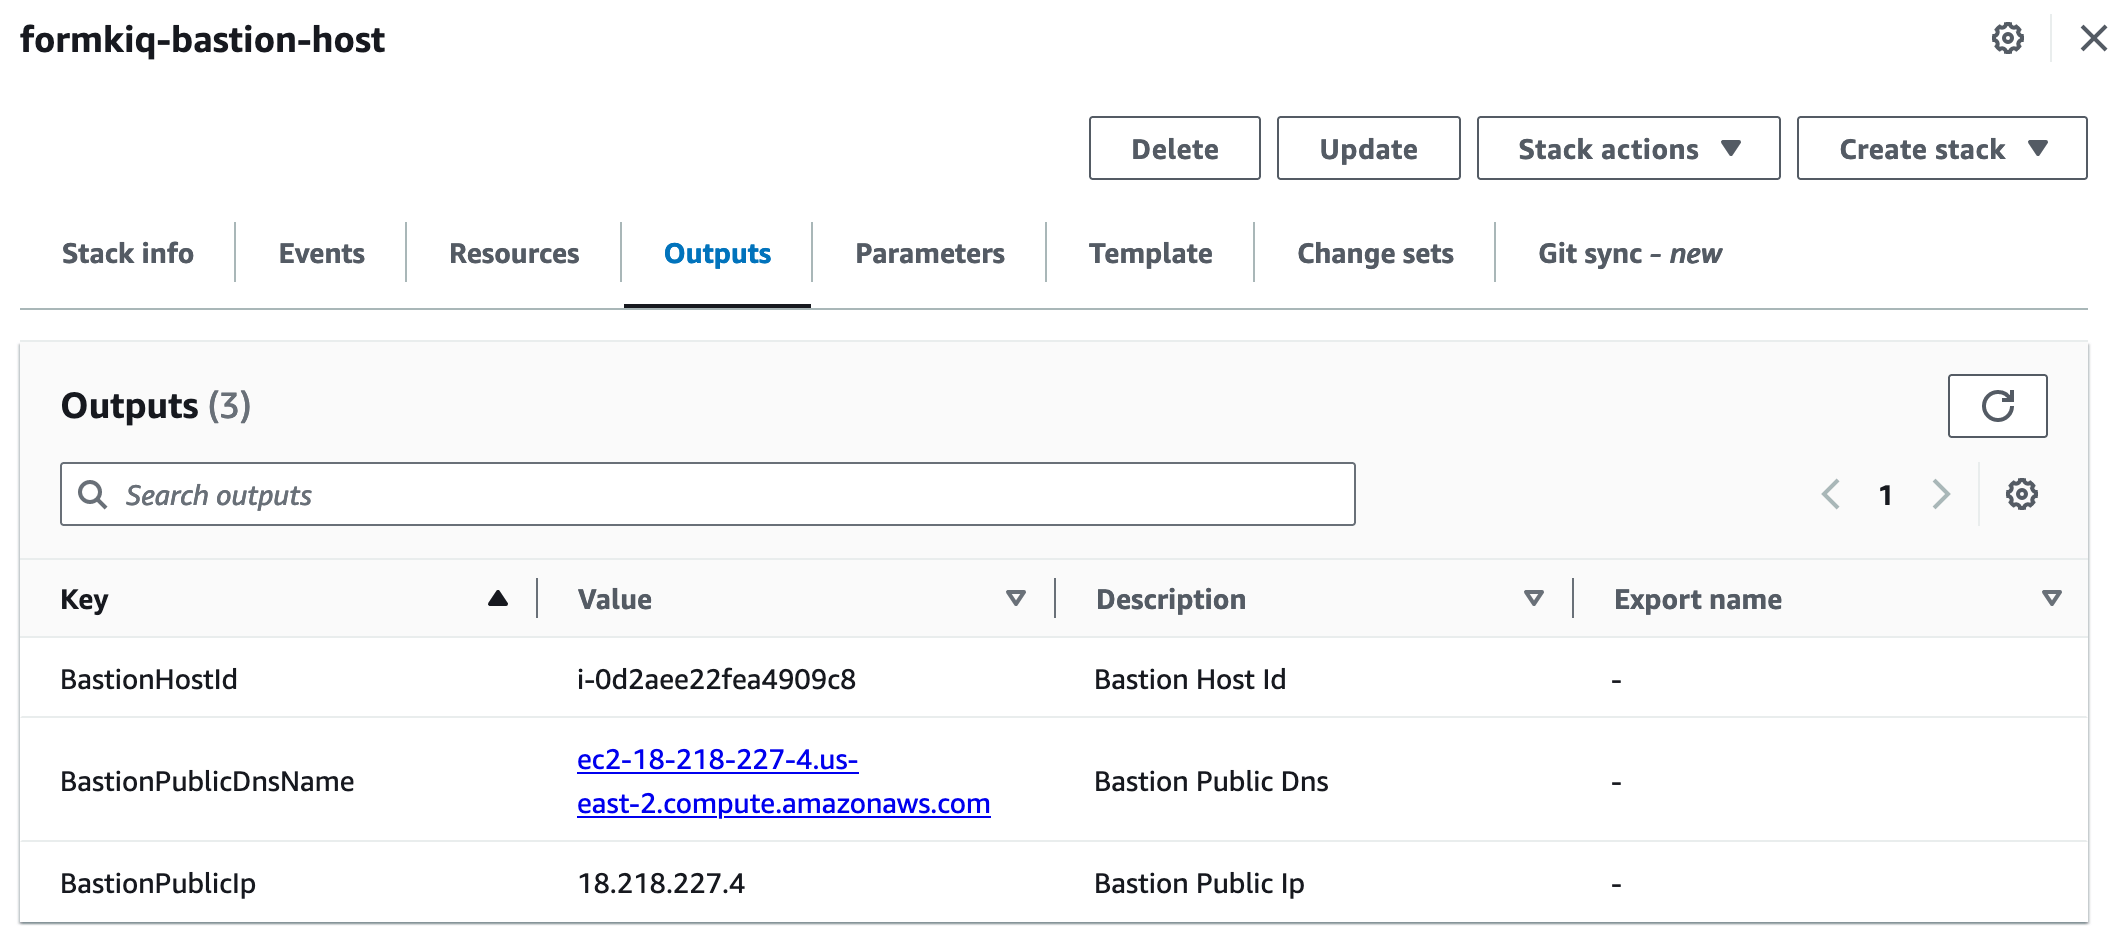 formkiq-bastion-host
Delete Update Stack actions Create stack
Stack info Events Resources Outputs Parameters Template Change sets Git sync - new
Outputs (3)
Search outputs 1
Key Value Description Export name
BastionHostId i-0d2aee22fea4909c8 Bastion Host Id -
BastionPublicDnsName ec2-18-218-227-4.us-
east-2.compute.amazonaws.com Bastion Public Dns -
BastionPublicIp 18.218.227.4 Bastion Public Ip -